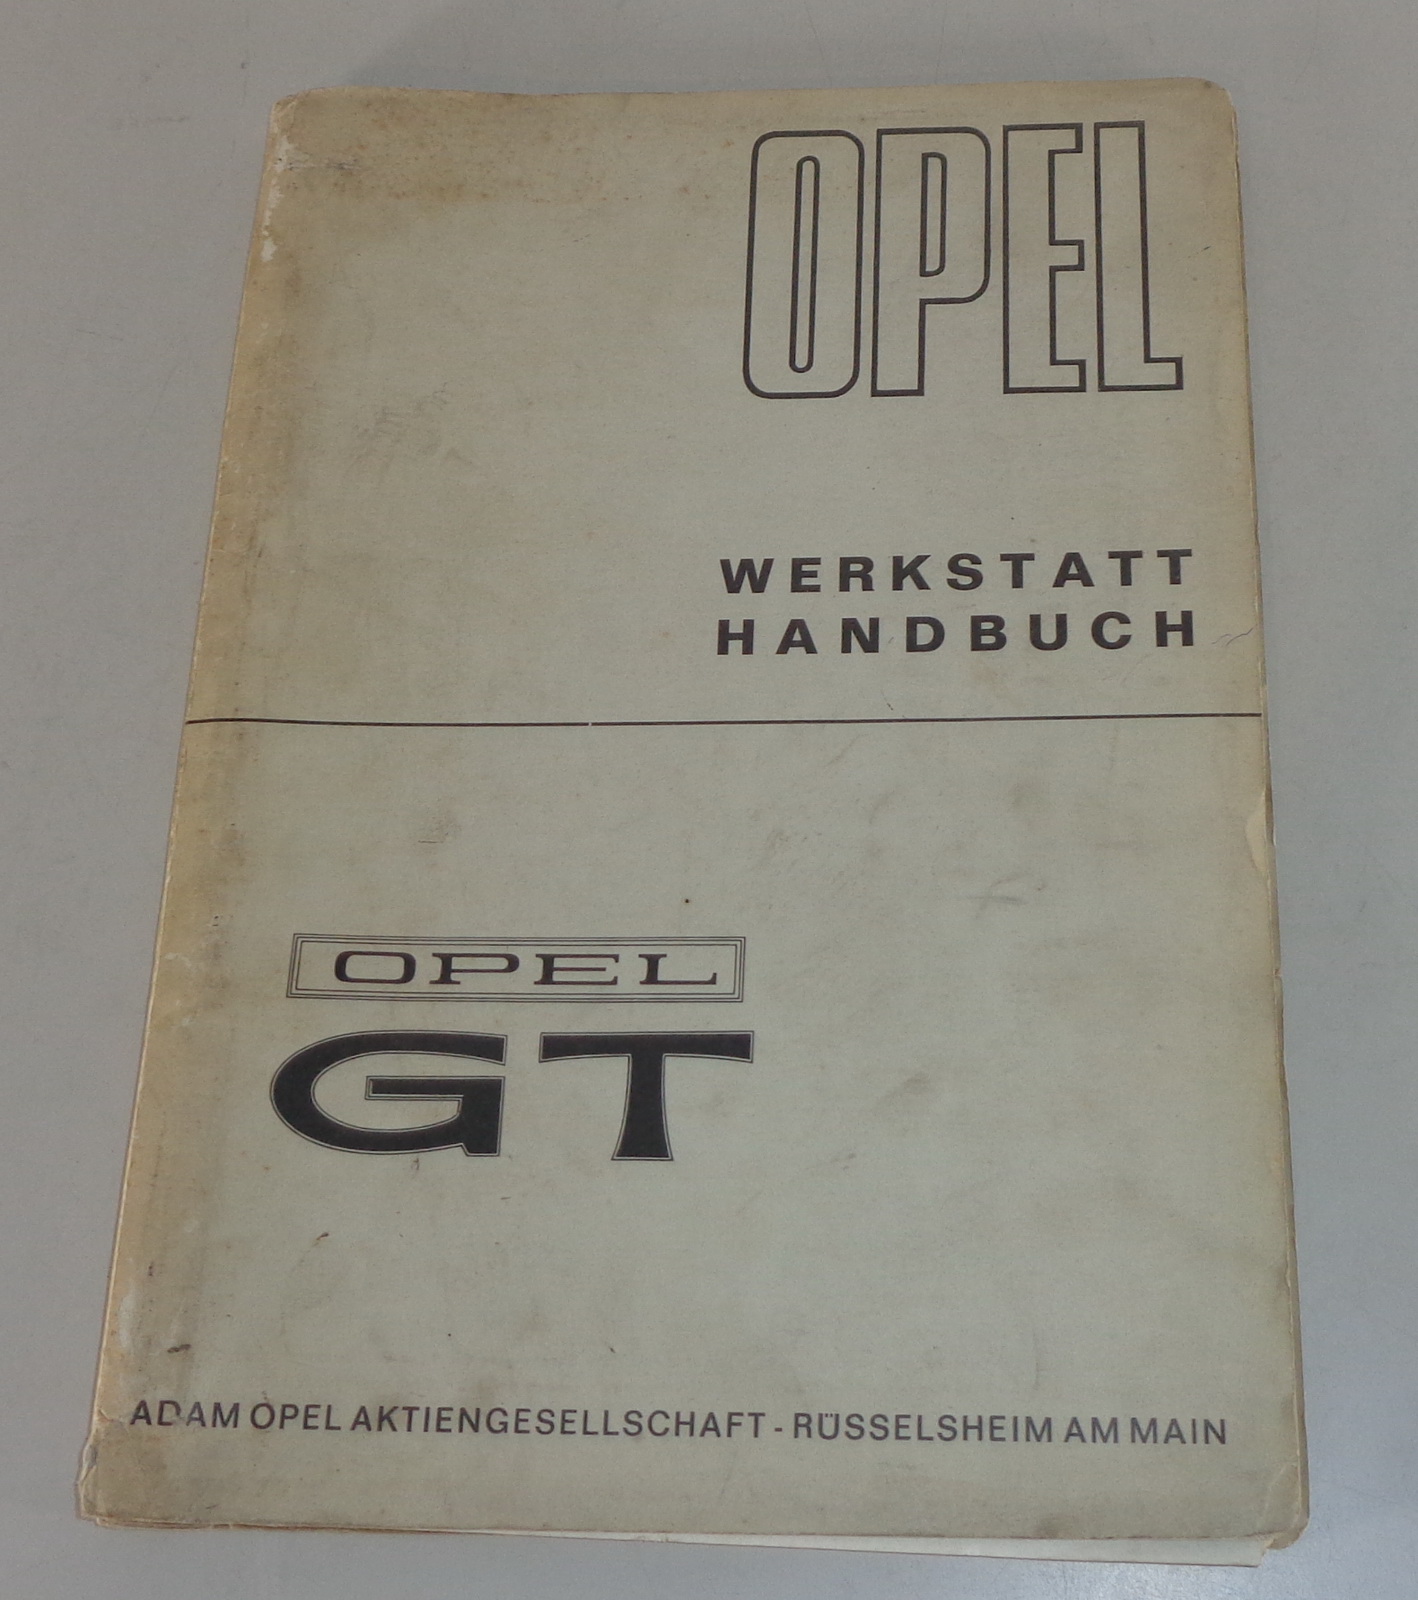 OPEL
WERKSTATT
HANDBUCH
OPEL
GT
ADAM OPEL AKTIENGESELLSCHAFT - RÜSSELSHEIM AM MAIN